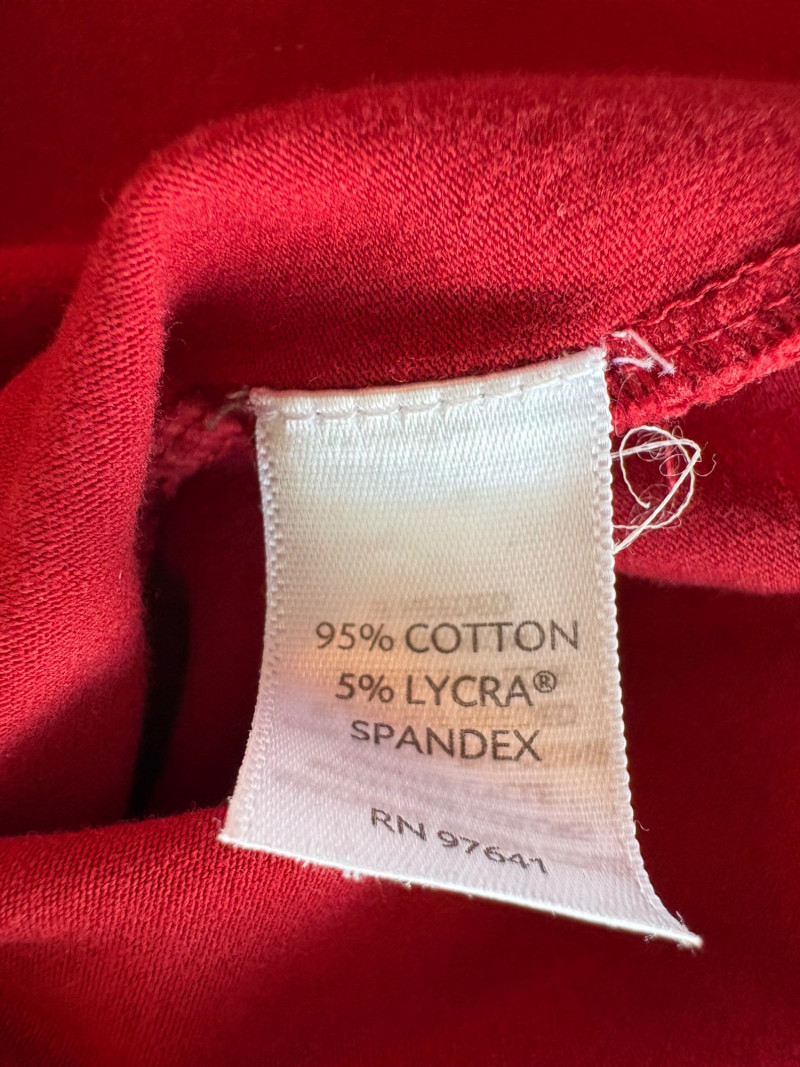 95% COTTON
5% LYCRA®
SPANDEX
RN 97641